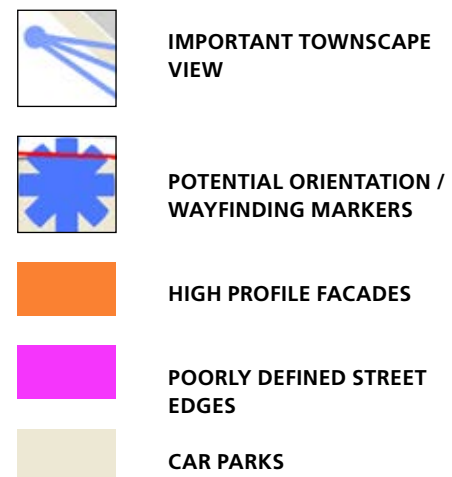 IMPORTANT TOWNSCAPE
VIEW
POTENTIAL ORIENTATION /
WAYFINDING MARKERS
HIGH PROFILE FACADES
POORLY DEFINED STREET
EDGES
CAR PARKS